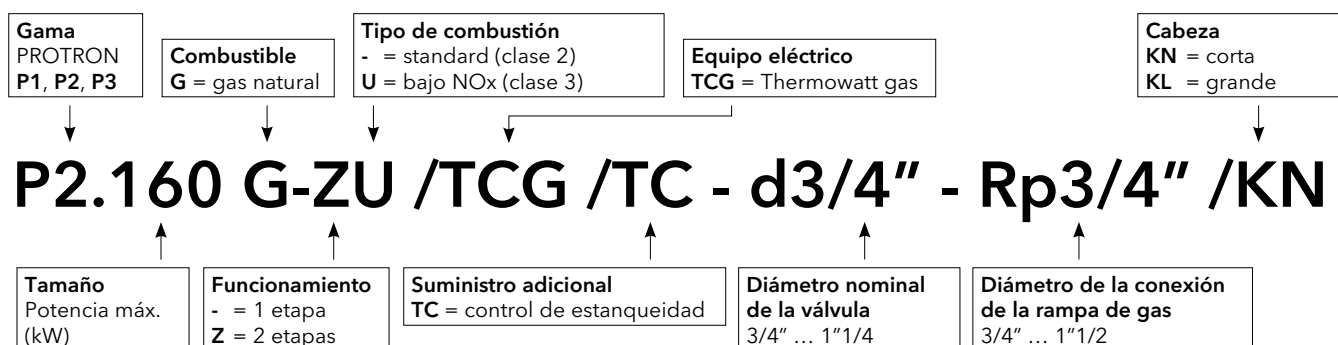 Gama
PROTRON
P1, P2, P3
Combustible
G = gas natural
Tipo de combustión
- = standard (clase 2)
U = bajo NOx (clase 3)
Equipo eléctrico
TCG = Thermowatt gas
Cabeza
KN = corta
KL = grande
P2.160 G-ZU /TCG /TC - d3/4” - Rp3/4” /KN
Tamaño
Potencia máx.
(kW)
Funcionamiento
- = 1 etapa
Z = 2 etapas
Suministro adicional
TC = control de estanqueidad
Diámetro nominal
de la válvula
3/4” ... 1”1/4
Diámetro de la conexión
de la rampa de gas
3/4” ... 1”1/2